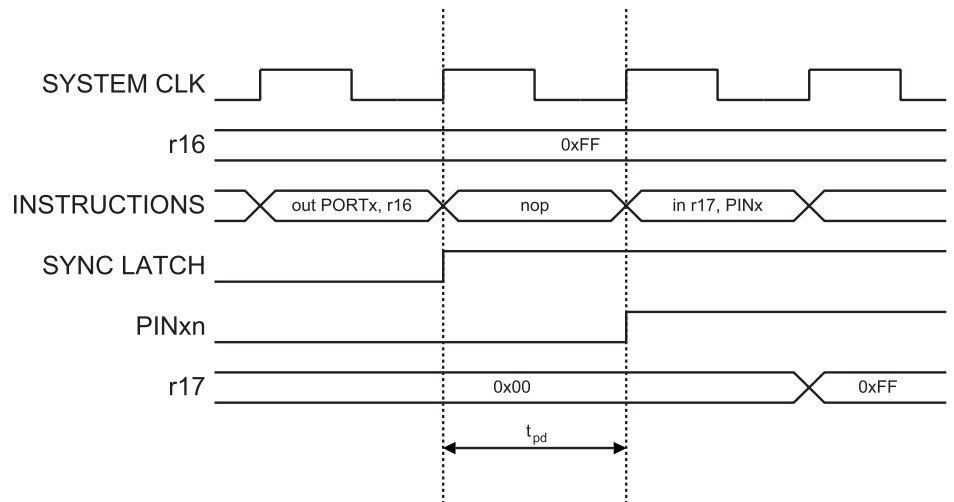 SYSTEM CLK
r16
0xFF
INSTRUCTIONS
out PORTx, r16
nop
in r17, PINx
SYNC LATCH
PINxn
r17
0x00
0xFF
tpd